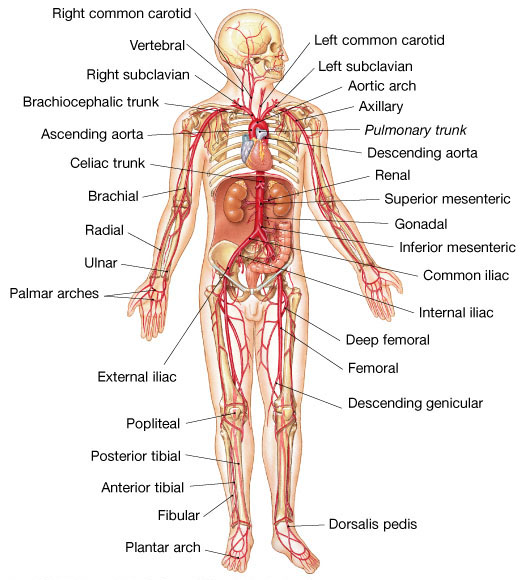 Right common carotid
Vertebral
Right subclavian
Brachiocephalic trunk
Ascending aorta
Celiac trunk
Brachial
Radial
Ulnar
Palmar arches
External iliac
Popliteal
Posterior tibial
Anterior tibial
Fibular
Plantar arch
Left common carotid
Left subclavian
Aortic arch
Axillary
Pulmonary trunk
Descending aorta
Renal
Superior mesenteric
Gonadal
Inferior mesenteric
Common iliac
Internal iliac
Deep femoral
Femoral
Descending genicular
Dorsalis pedis